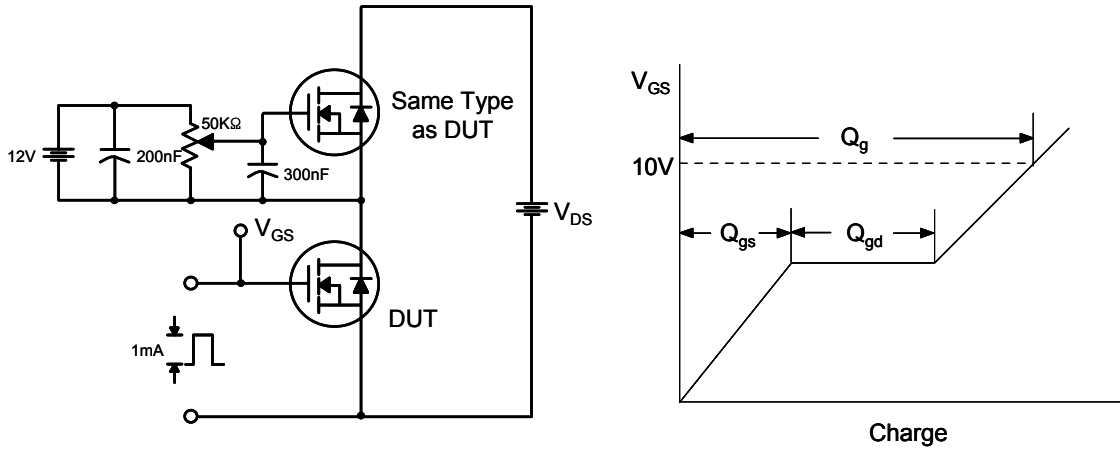 Same Type
as DUT
50KΩ
12V
200nF
300nF
V_GS
V_DS
DUT
1mA
V_GS
Q_g
10V
Q_gs
Q_gd
Charge